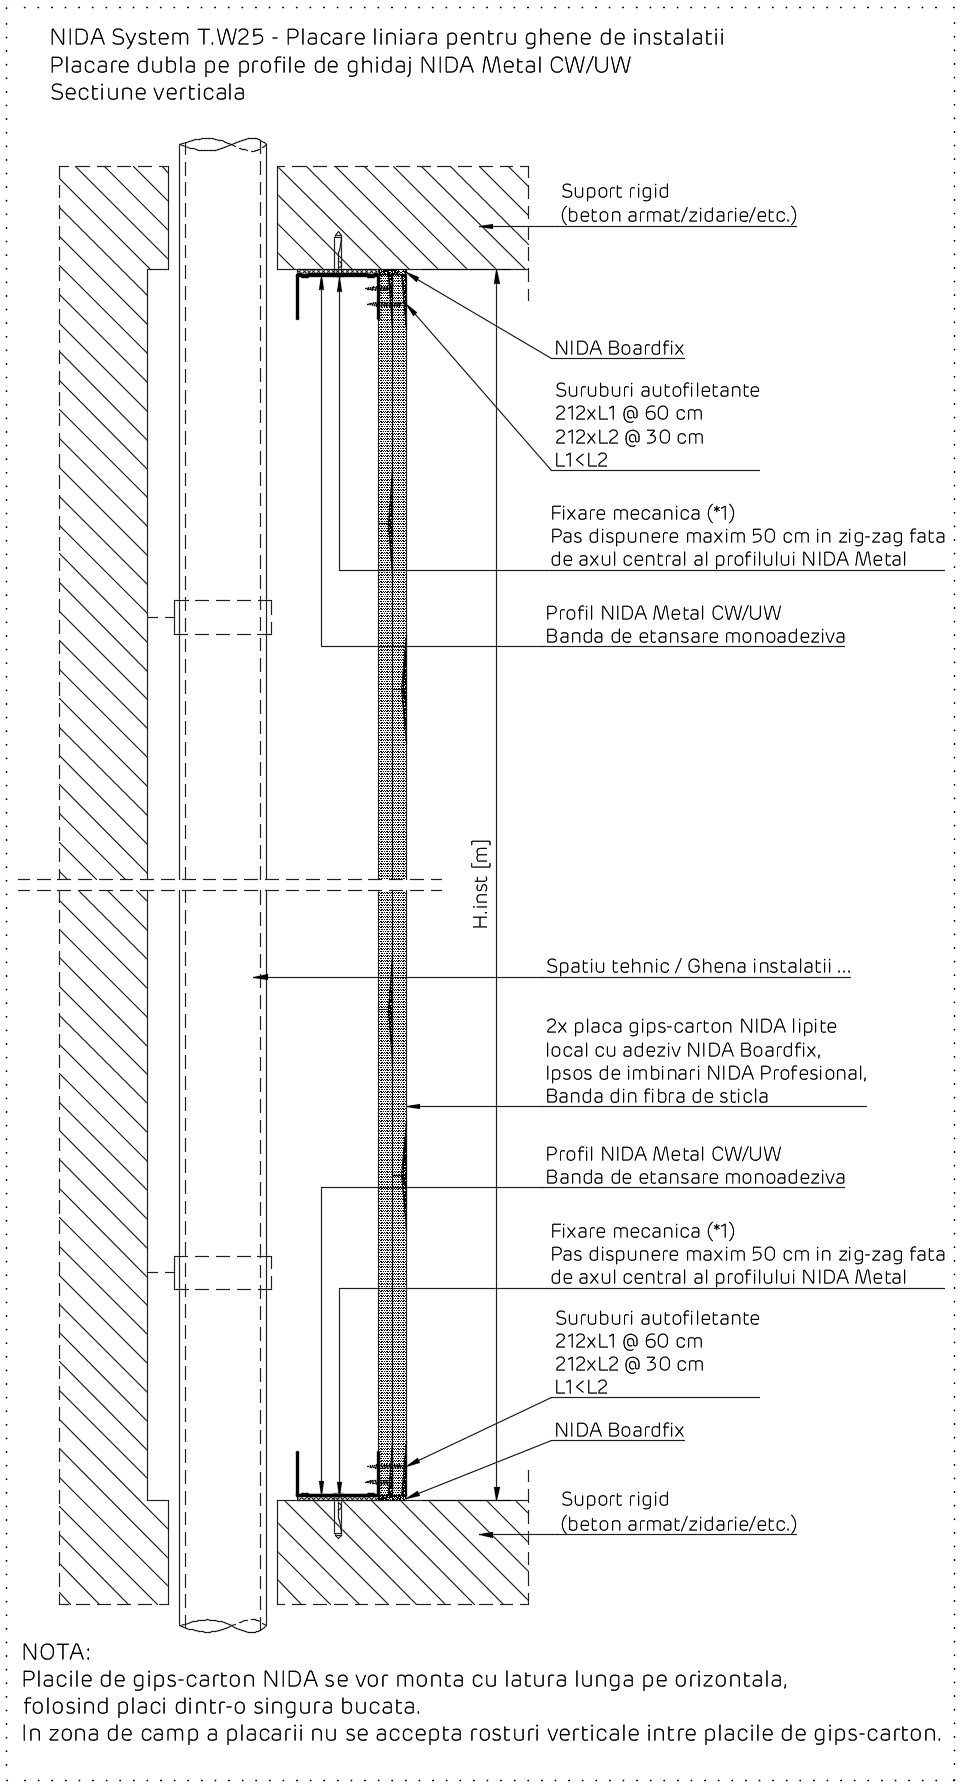 NIDA System T.W25 - Placare liniara pentru ghene de instalatii
Placare dubla pe profile de ghidaj NIDA Metal CW/UW
Sectiune verticala
Suport rigid
(beton armat/zidarie/etc.)
NIDA Boardfix
Suruburi autofiletante
212xL1 @ 60 cm
212xL2 @ 30 cm
L1<L2
Fixare mecanica (*1)
Pas dispunere maxim 50 cm in zig-zag fata
de axul central al profilului NIDA Metal
Profil NIDA Metal CW/UW
Banda de etansare monoadeziva
H.inst [m]
Spatiu tehnic / Ghena instalatii ...
2x placa gips-carton NIDA lipite
local cu adeziv NIDA Boardfix,
Ipsos de imbinari NIDA Profesional,
Banda din fibra de sticla
Profil NIDA Metal CW/UW
Banda de etansare monoadeziva
Fixare mecanica (*1)
Pas dispunere maxim 50 cm in zig-zag fata
de axul central al profilului NIDA Metal
Suruburi autofiletante
212xL1 @ 60 cm
212xL2 @ 30 cm
L1<L2
NIDA Boardfix
Suport rigid
(beton armat/zidarie/etc.)
NOTA:
Placile de gips-carton NIDA se vor monta cu latura lunga pe orizontala,
folosind placi dintr-o singura bucata.
In zona de camp a placarii nu se accepta rosturi verticale intre placile de gips-carton.